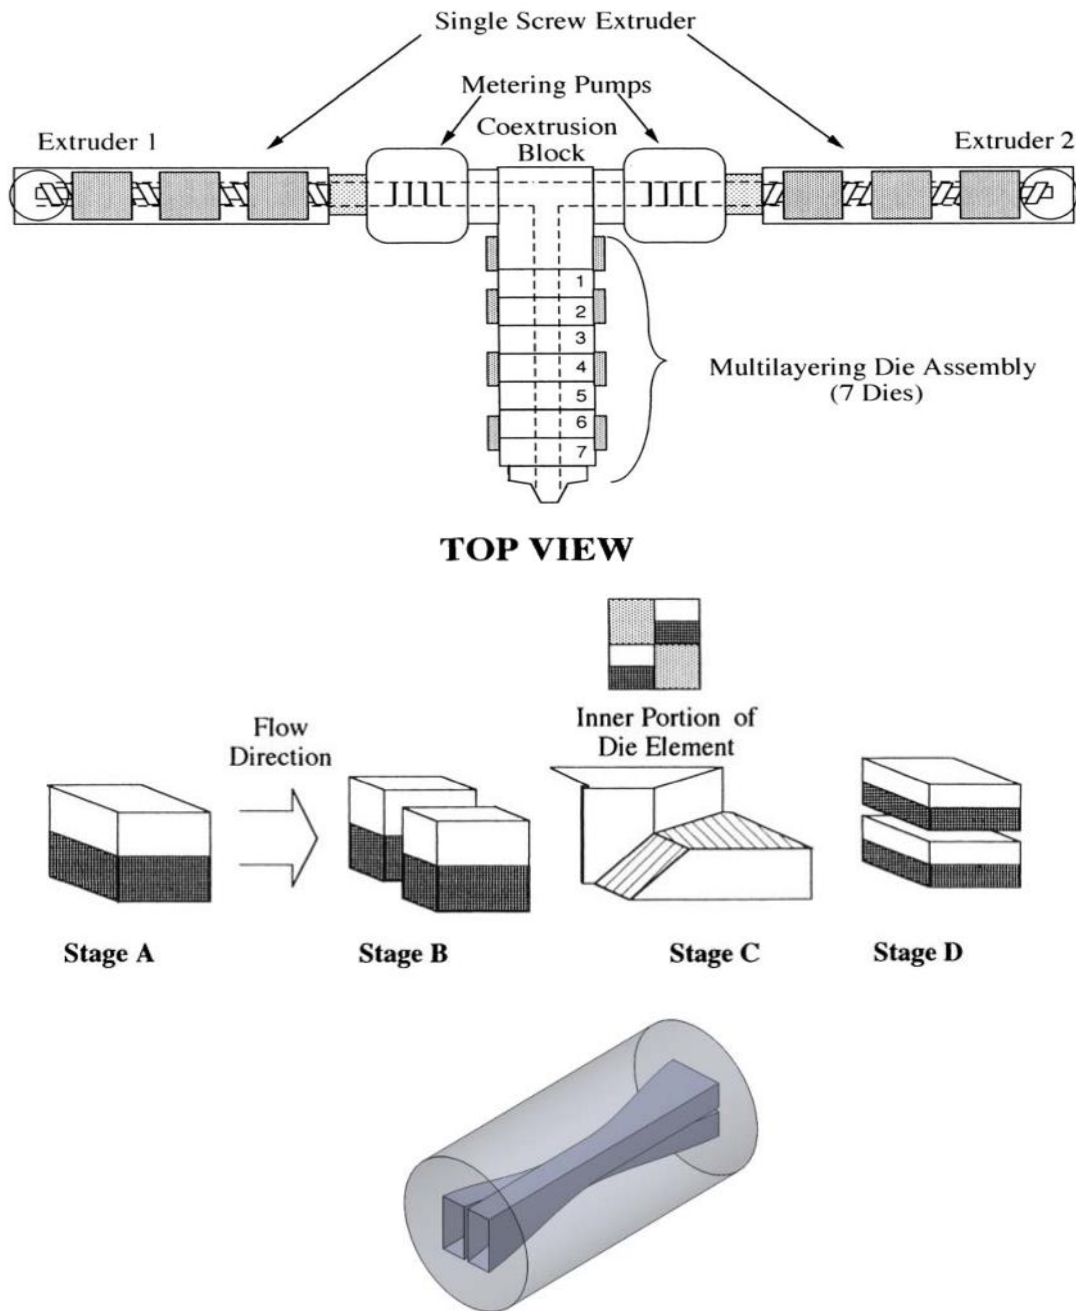 Single Screw Extruder
Metering Pumps
Extruder 1
Coextrusion
Block
Extruder 2
1
2
3
4
5
6
7
Multilayering Die Assembly
(7 Dies)
TOP VIEW
Flow
Direction
Inner Portion of
Die Element
Stage A
Stage B
Stage C
Stage D